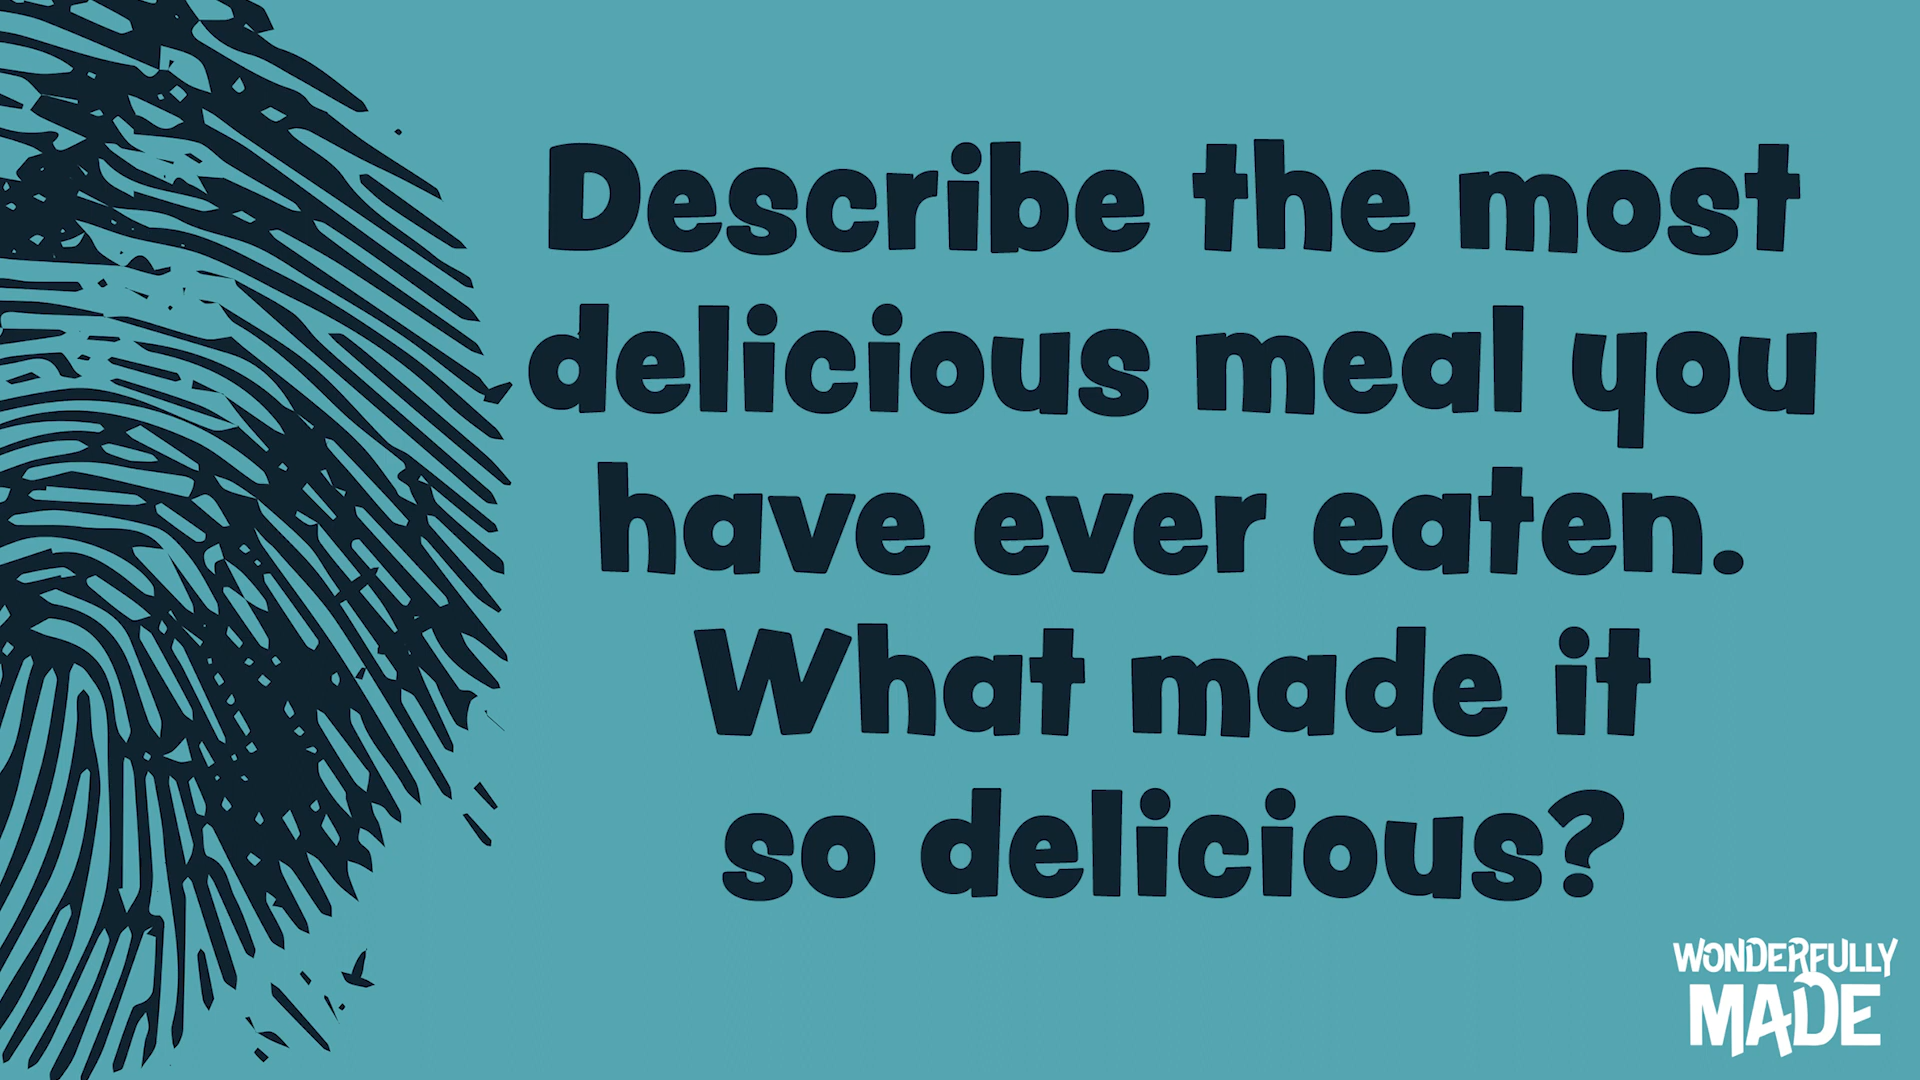 Describe the most
delicious meal you
have ever eaten.
What made it
so delicious?
WONDERFULLY
MADE